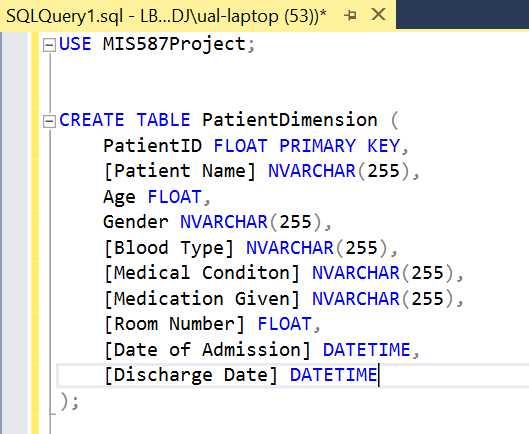 SQLQuery1.sql - LB...DJ\ual-laptop (53))*
USE MIS587Project;
CREATE TABLE PatientDimension (
PatientID FLOAT PRIMARY KEY,
[Patient Name] NVARCHAR(255),
Age FLOAT,
Gender NVARCHAR(255),
[Blood Type] NVARCHAR(255),
[Medical Conditon] NVARCHAR(255),
[Medication Given] NVARCHAR(255),
[Room Number] FLOAT,
[Date of Admission] DATETIME,
[Discharge Date] DATETIME
);